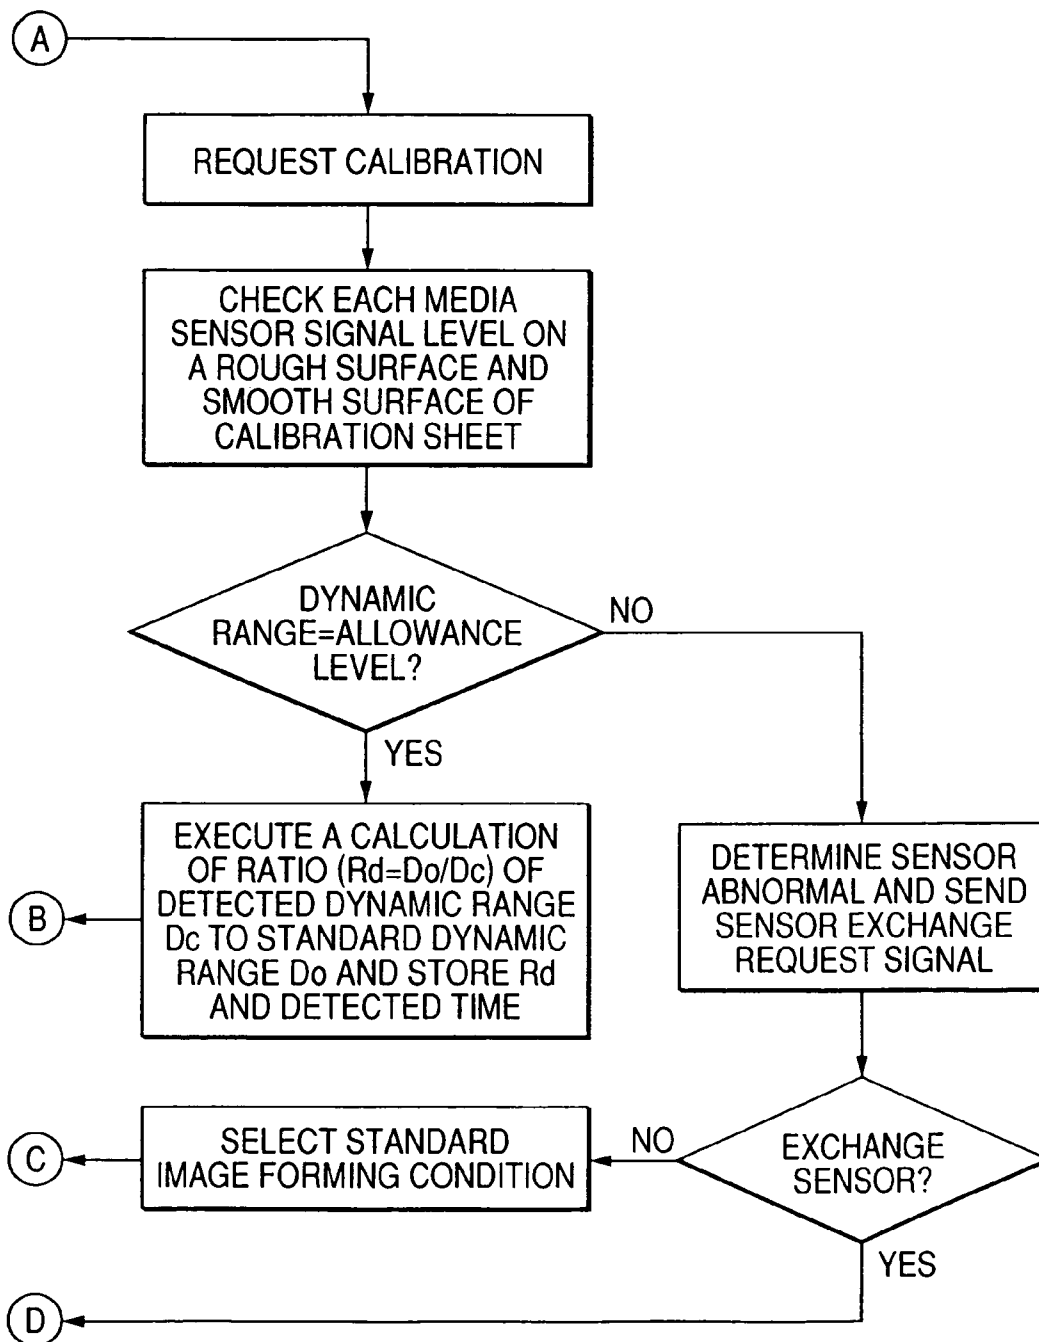 A
REQUEST CALIBRATION
CHECK EACH MEDIA
SENSOR SIGNAL LEVEL ON
A ROUGH SURFACE AND
SMOOTH SURFACE OF
CALIBRATION SHEET
DYNAMIC
RANGE=ALLOWANCE
LEVEL?
NO
YES
EXECUTE A CALCULATION
OF RATIO (Rd=Do/Dc) OF
DETECTED DYNAMIC RANGE
Dc TO STANDARD DYNAMIC
RANGE Do AND STORE Rd
AND DETECTED TIME
B
DETERMINE SENSOR
ABNORMAL AND SEND
SENSOR EXCHANGE
REQUEST SIGNAL
EXCHANGE
SENSOR?
NO
SELECT STANDARD
IMAGE FORMING CONDITION
C
YES
D